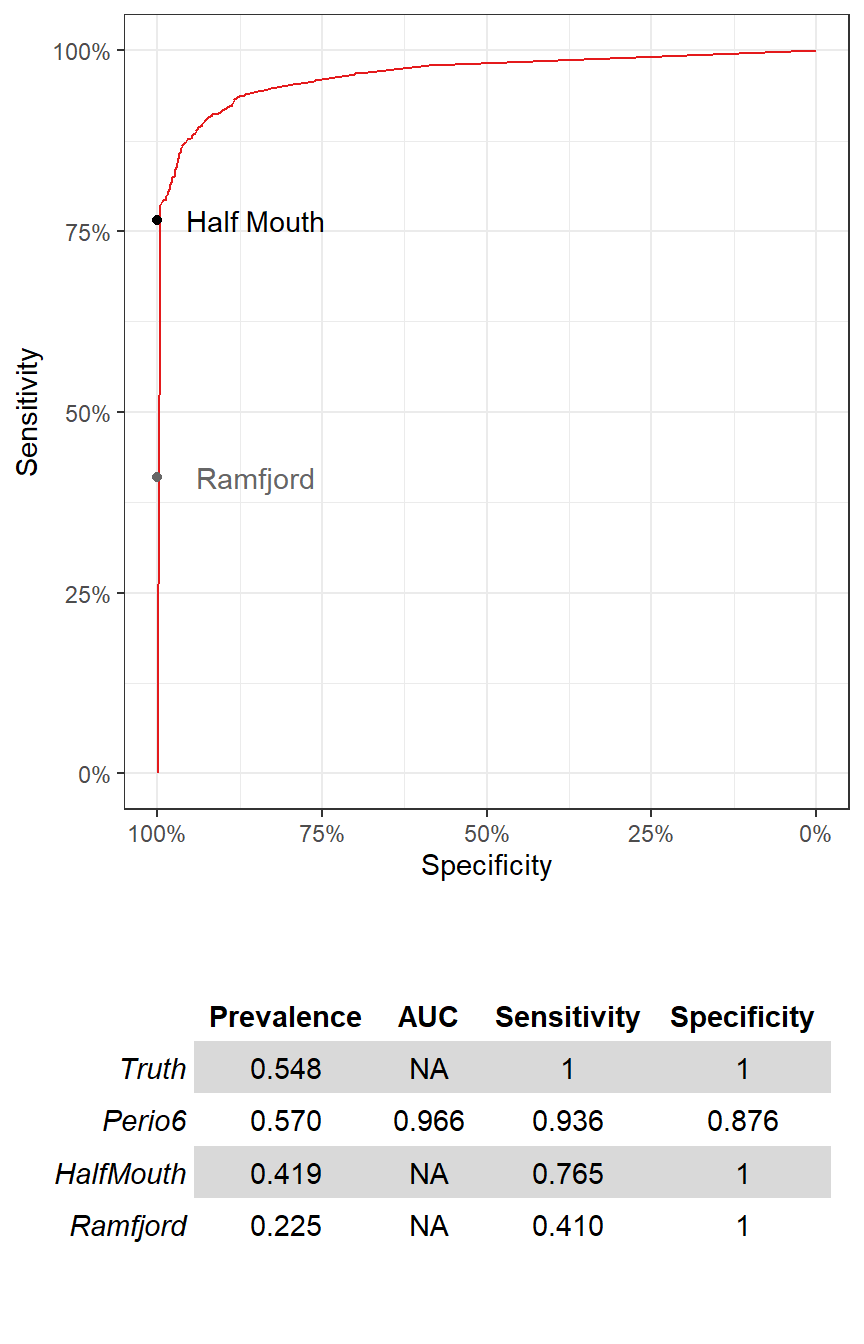 100%
75%
50%
25%
0%
Sensitivity
Half Mouth
Ramfjord
100% 75% 50% 25% 0%
Specificity
Prevalence AUC Sensitivity Specificity
Truth 0.548 NA 1 1
Perio6 0.570 0.966 0.936 0.876
HalfMouth 0.419 NA 0.765 1
Ramfjord 0.225 NA 0.410 1